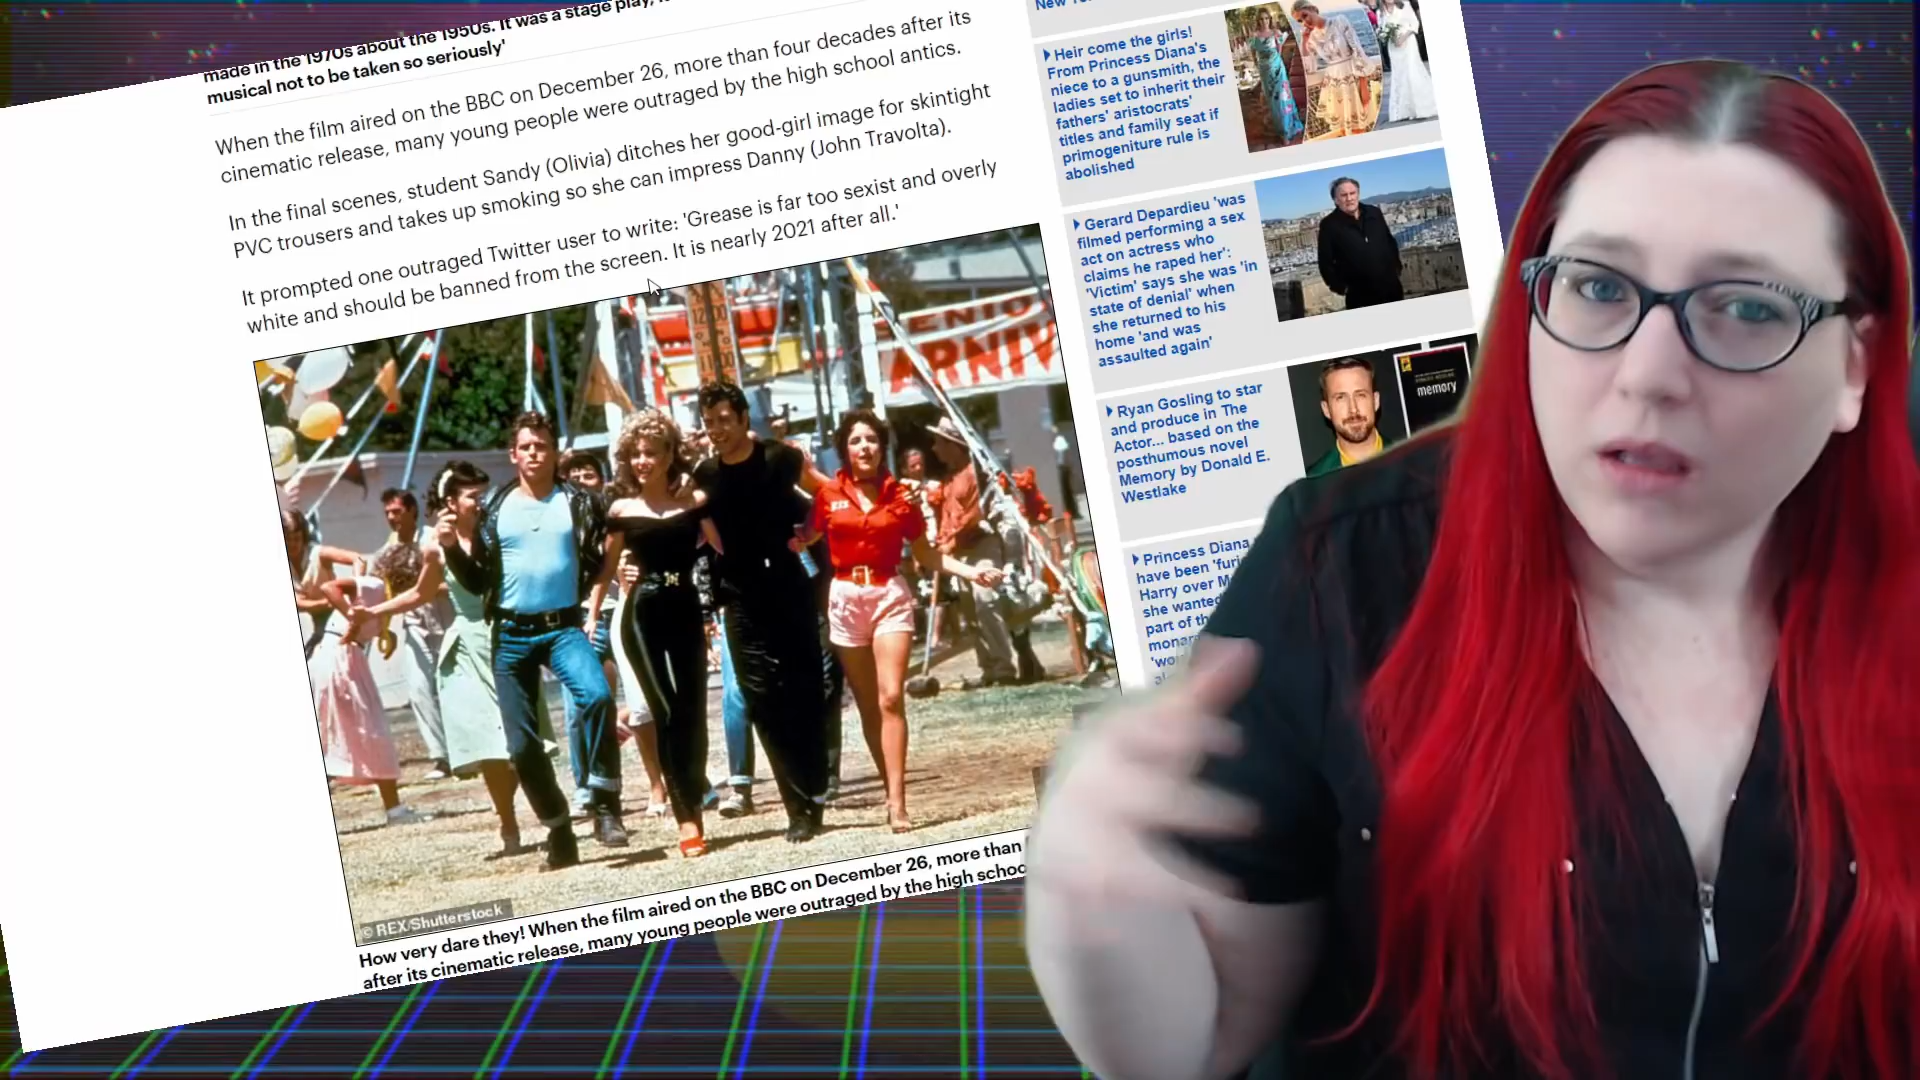 made in the 1970s about the 1950s. It was a stage play,
musical not to be taken so seriously'
When the film aired on the BBC on December 26, more than four decades after its
cinematic release, many young people were outraged by the high school antics.
In the final scenes, student Sandy (Olivia) ditches her good-girl image for skintight
PVC trousers and takes up smoking so she can impress Danny (John Travolta).
It prompted one outraged Twitter user to write: 'Grease is far too sexist and overly
white and should be banned from the screen. It is nearly 2021 after all.'
ARNIV
© REX/Shutterstock
How very dare they! When the film aired on the BBC on December 26, more than
after its cinematic release, many young people were outraged by the high schoo
New
Heir come the girls!
From Princess Diana's
niece to a gunsmith, the
ladies set to inherit their
fathers' aristocrats'
titles and family seat if
primogeniture rule is
abolished
Gerard Depardieu 'was
filmed performing a sex
act on actress who
claims he raped her':
'Victim' says she was 'in
state of denial' when
she returned to his
home 'and was
assaulted again'
Ryan Gosling to star
and produce in The
Actor... based on the
posthumous novel
Memory by Donald E.
Westlake
memory
Princess Diana
have been 'furi
Harry over M
she wanted
part of th
monar
'wo